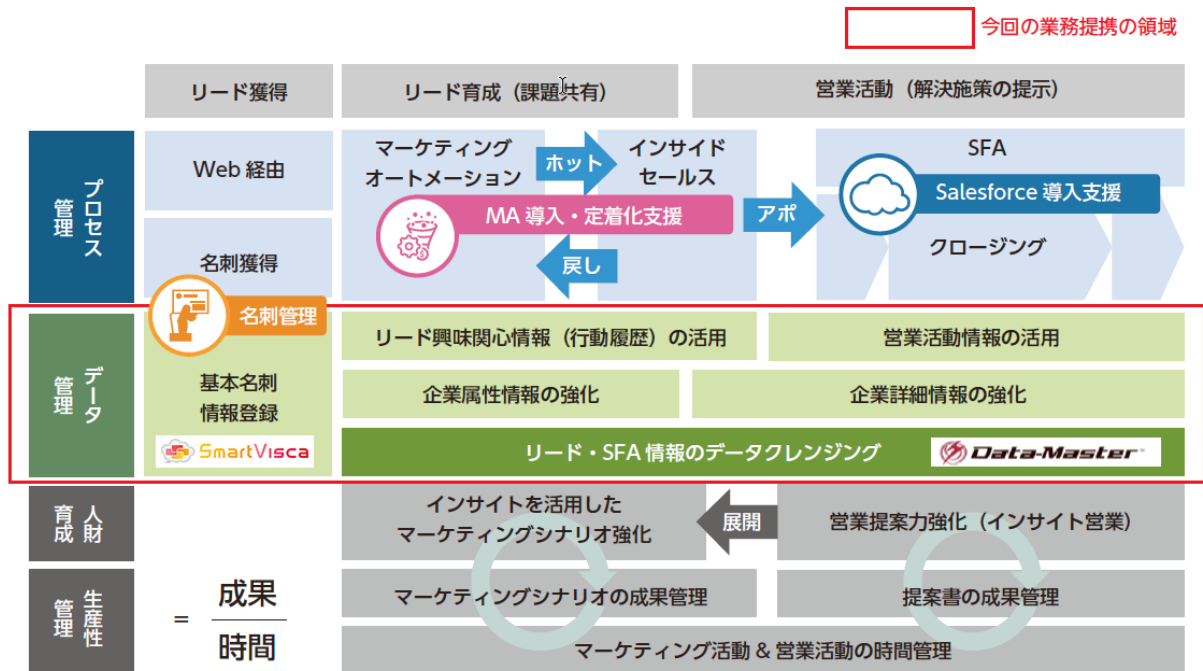 今回の業務提携の領域
リード獲得
リード育成（課題共有）
営業活動（解決施策の提示）
プロセス
管理
Web 経由
マーケティング
オートメーション
ホット
インサイド
セールス
SFA
MA 導入・定着化支援
アポ
Salesforce 導入支援
名刺獲得
戻し
クロージング
名刺管理
データ
管理
リード興味関心情報（行動履歴）の活用
営業活動情報の活用
基本名刺
情報登録
企業属性情報の強化
企業詳細情報の強化
SmartVisca
リード・SFA 情報のデータクレンジング
Data-Master
人財
育成
インサイトを活用した
マーケティングシナリオ強化
展開
営業提案力強化（インサイト営業）
生産性
管理
=
成果
時間
マーケティングシナリオの成果管理
提案書の成果管理
マーケティング活動 & 営業活動の時間管理